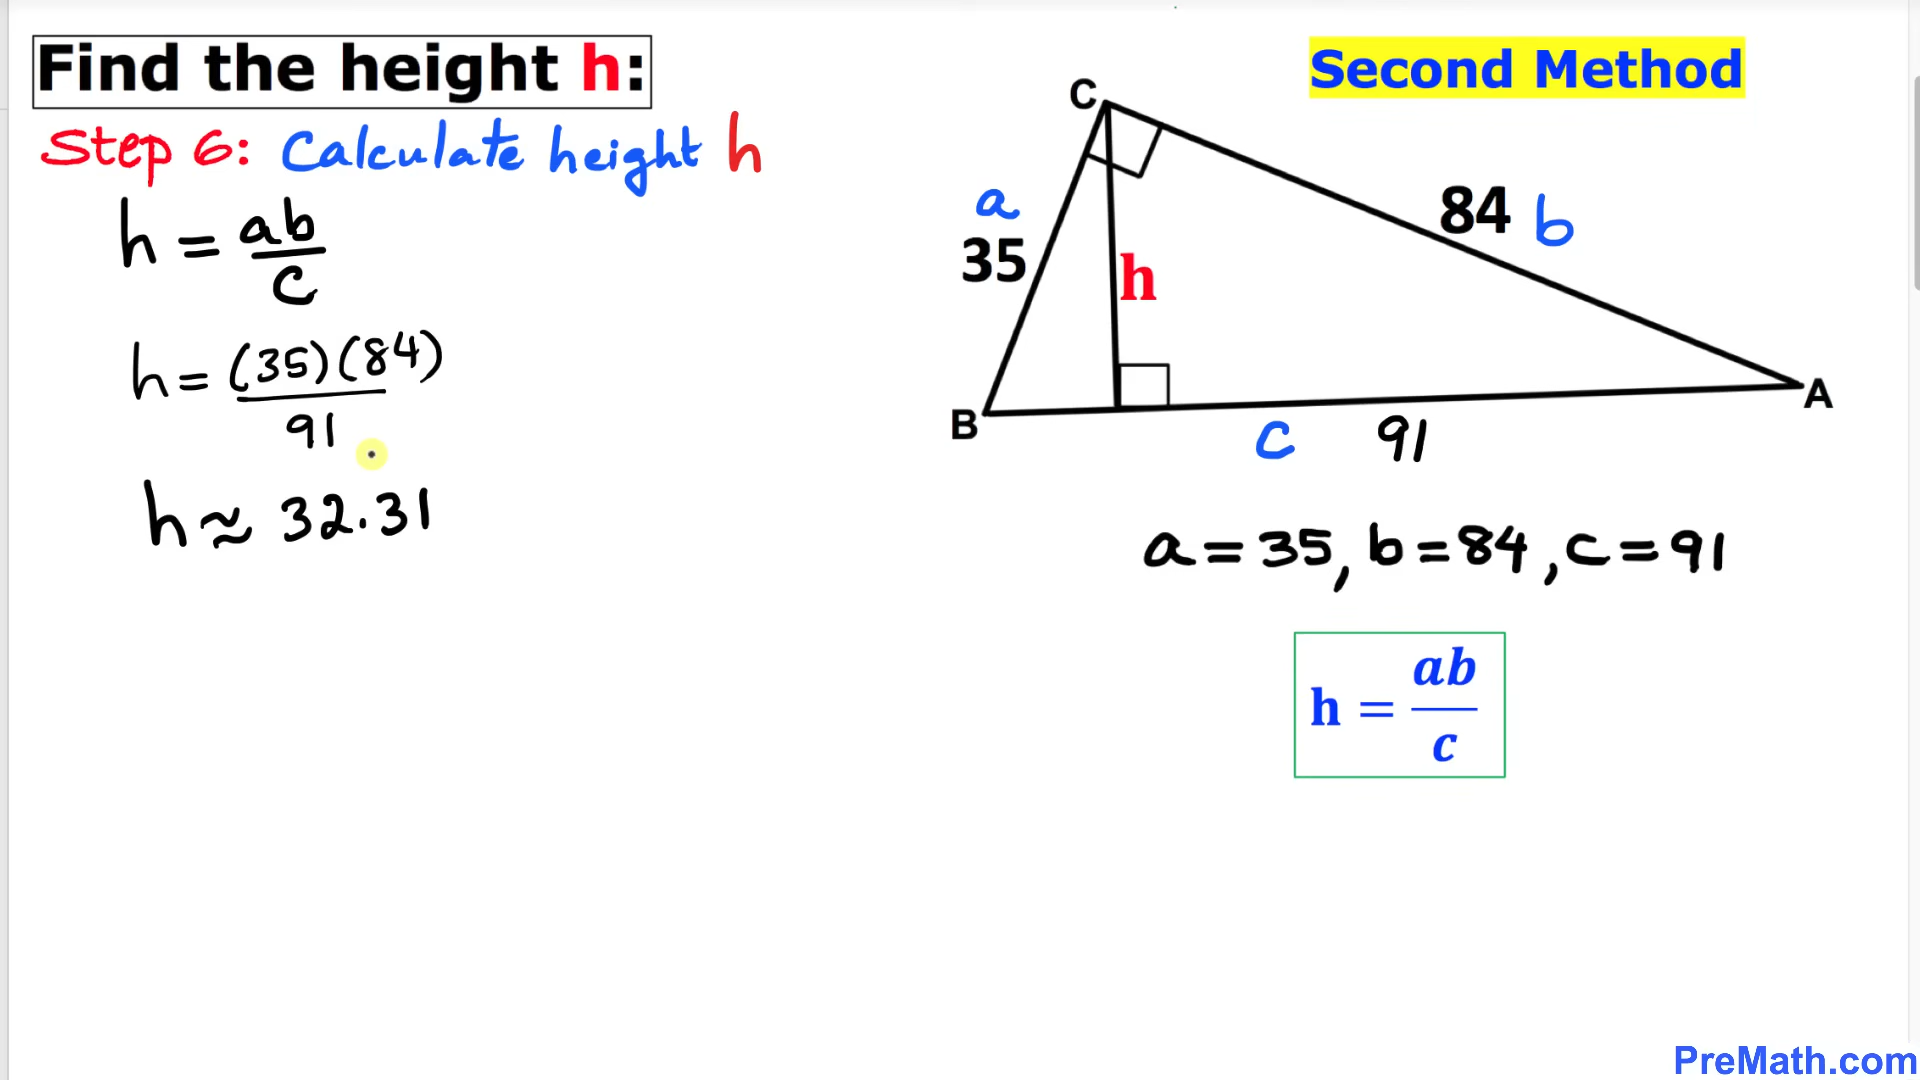 Find the height h:
Second Method
Step 6: Calculate height h
h = ab/c
h = (35)(84)/91
h ≈ 32.31
C
a
35
h
84 b
B
A
c 91
a = 35, b = 84, c = 91
h = ab/c
PreMath.com